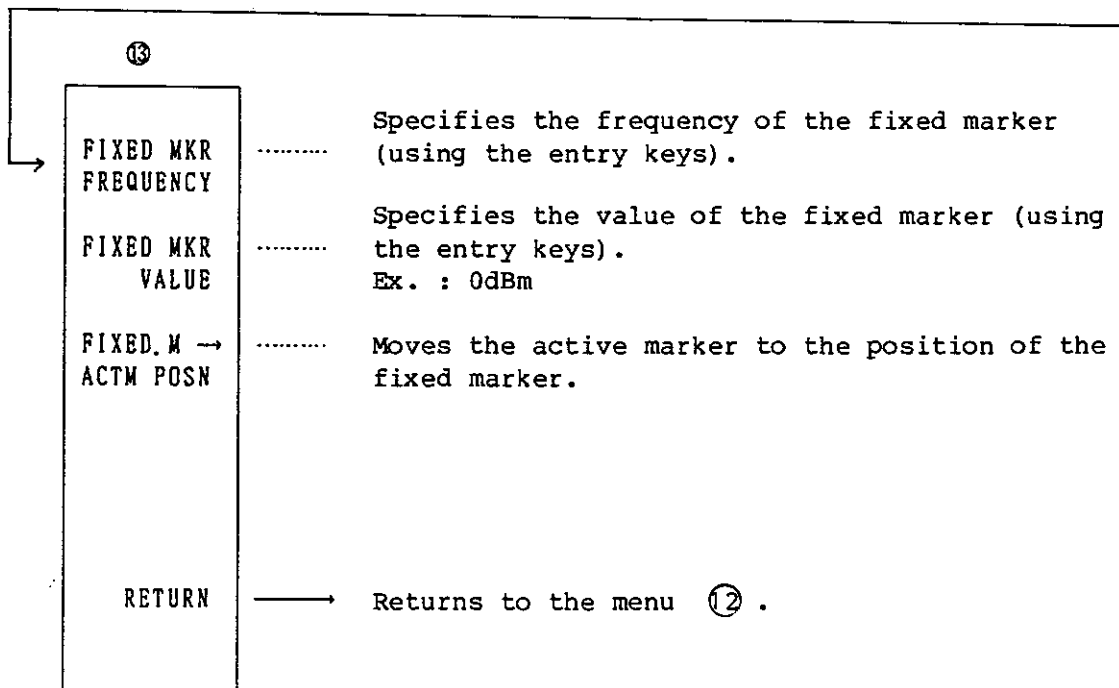 ⑬
FIXED MKR ......... Specifies the frequency of the fixed marker
FREQUENCY (using the entry keys).
FIXED MKR ......... Specifies the value of the fixed marker (using
VALUE the entry keys).
Ex. : 0dBm
FIXED.M → ......... Moves the active marker to the position of the
ACTM POSN fixed marker.
RETURN → Returns to the menu ⑫ .